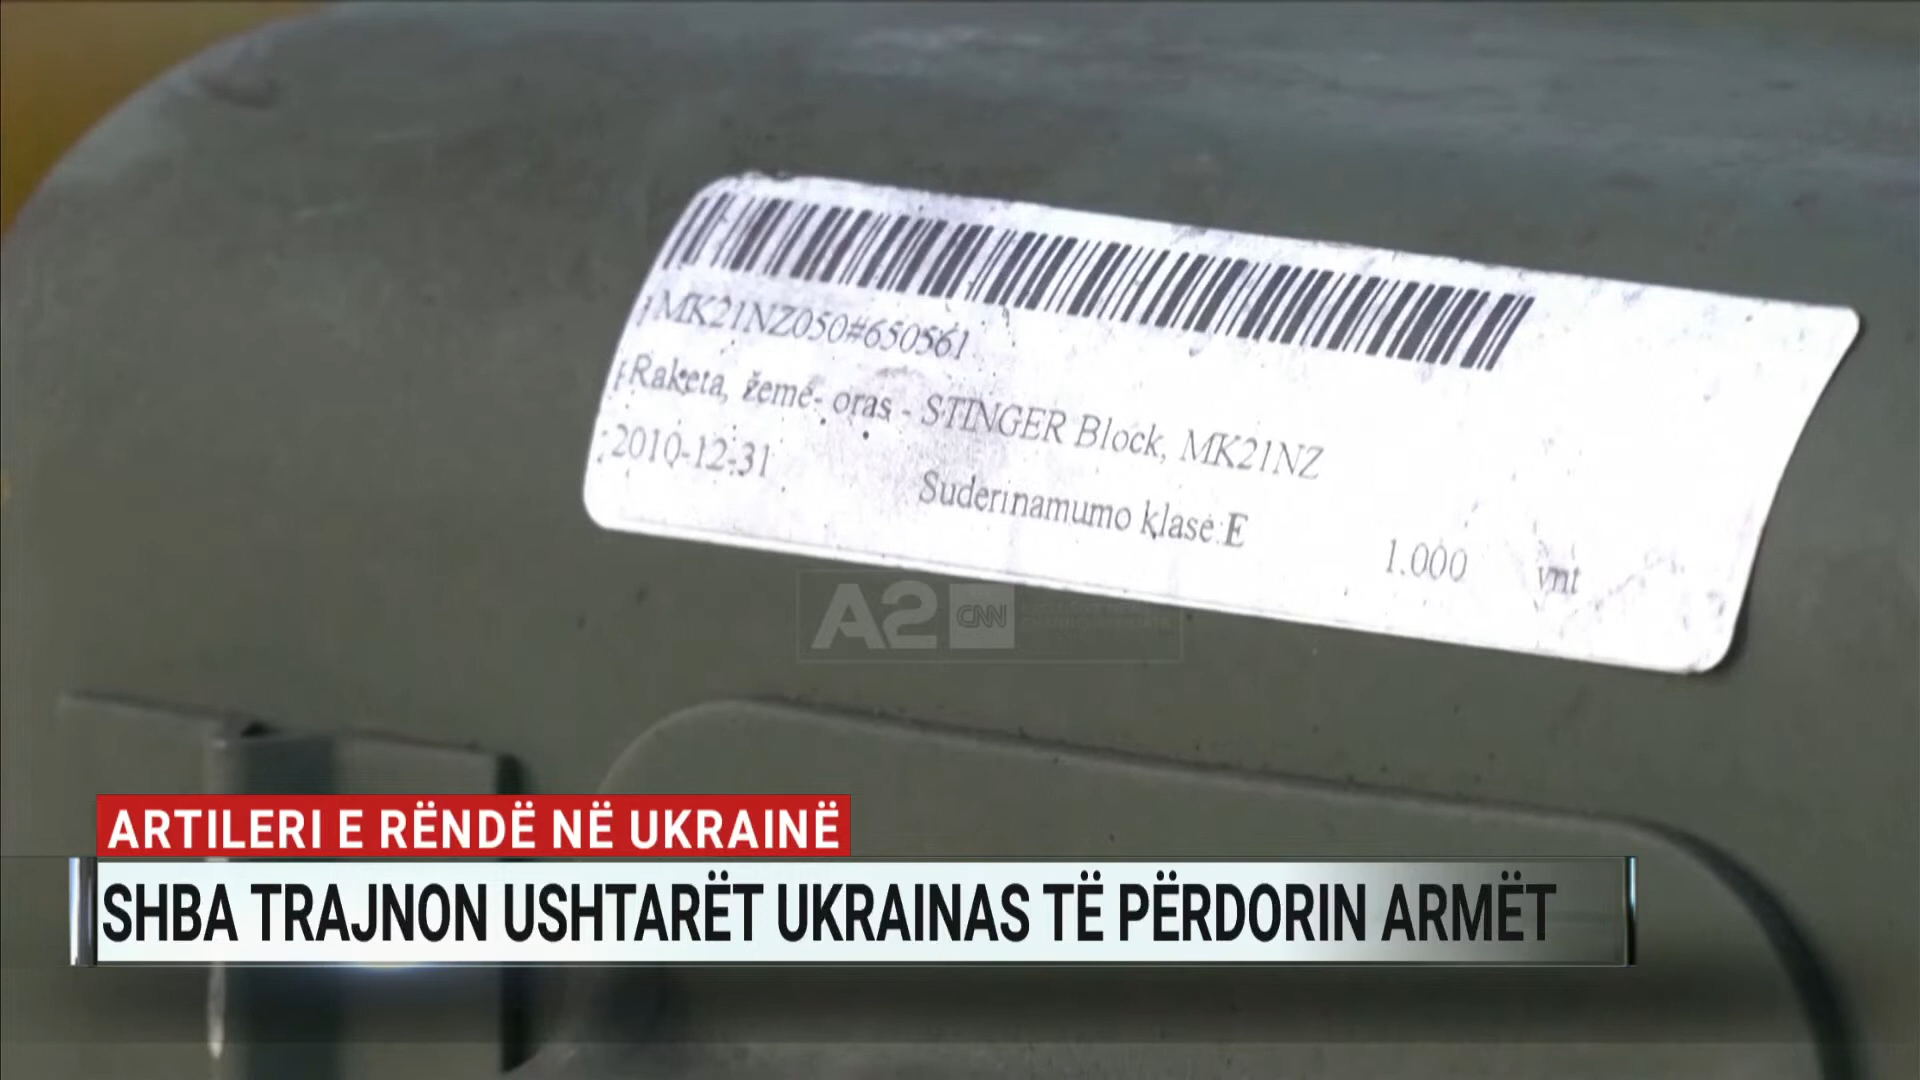 MK21NZ050#650561
Raketa, žemė- oras - STINGER Block, MK21NZ
2010-12-31
Suderinamumo klasė: E
1.000 vnt
A2 CNN
ARTILERI E RËNDË NË UKRAINË
SHBA TRAJNON USHTARËT UKRAINAS TË PËRDORIN ARMËT